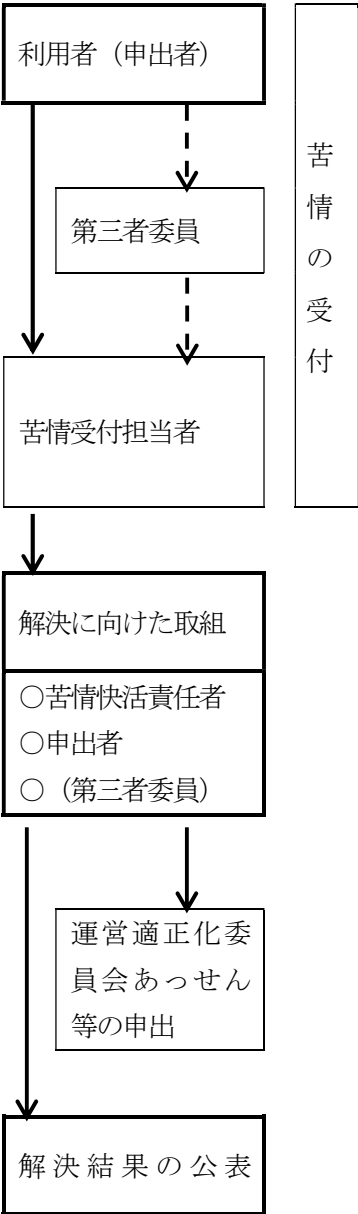 利用者（申出者）
苦情の受付
第三者委員
苦情受付担当者
解決に向けた取組
○苦情快活責任者
○申出者
○（第三者委員）
運営適正化委
員会あっせん
等の申出
解決結果の公表